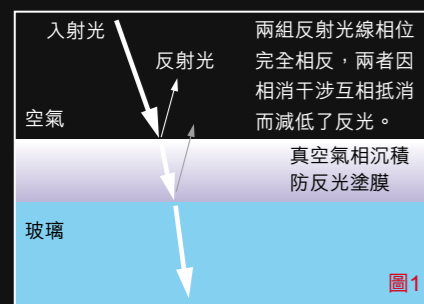 入射光
反射光
兩組反射光線相位
完全相反，兩者因
相消干涉互相抵消
而減低了反光。
空氣
真空氣相沉積
防反光塗膜
玻璃
圖1